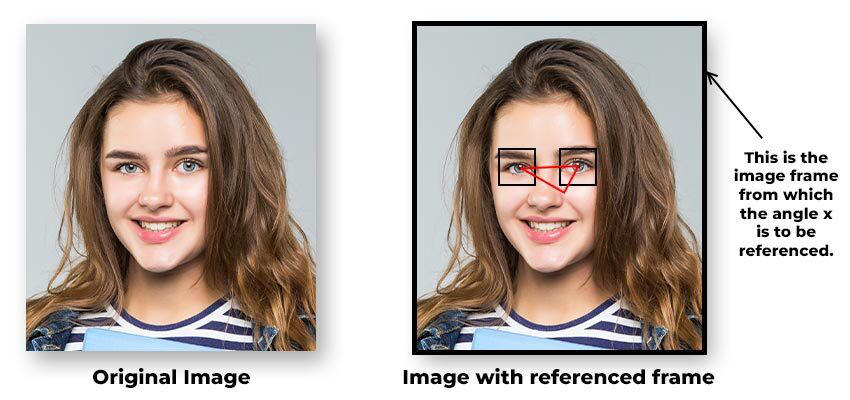 This is the
image frame
from which
the angle x
is to be
referenced.
Original Image
Image with referenced frame